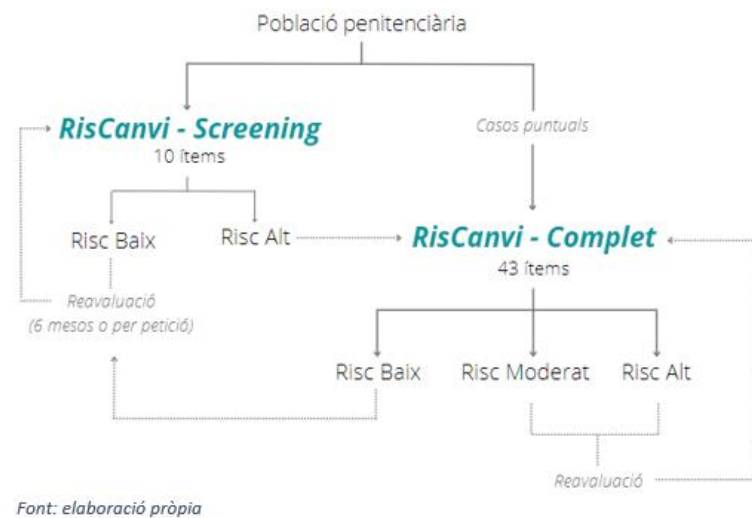 Població penitenciària
RisCanvi - Screening
10 ítems
Casos puntuals
Risc Baix
Risc Alt
RisCanvi - Complet
43 ítems
Reavaluació
(6 mesos o per petició)
Risc Baix
Risc Moderat
Risc Alt
Reavaluació
Font: elaboració pròpia